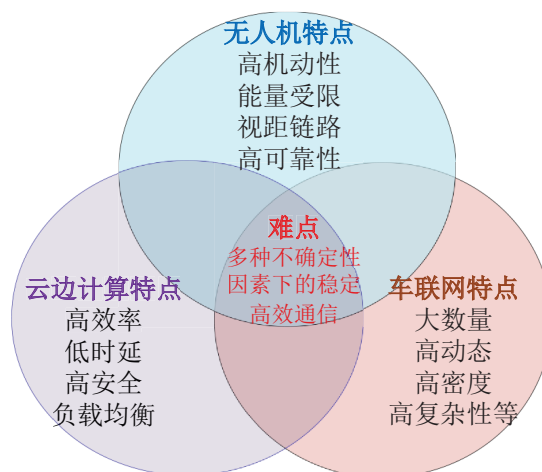 无人机特点
高机动性
能量受限
视距链路
高可靠性
难点
多种不确定性
因素下的稳定
高效通信
云边计算特点
高效率
低时延
高安全
负载均衡
车联网特点
大数量
高动态
高密度
高复杂性等